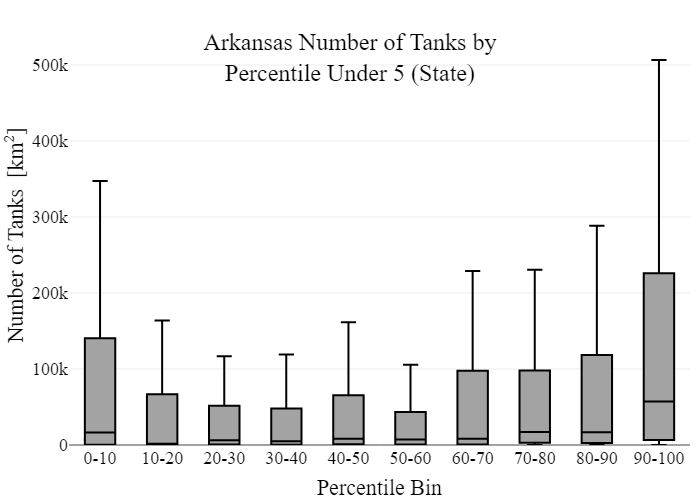 Arkansas Number of Tanks by
Percentile Under 5 (State)
Number of Tanks [km²]
500k
400k
300k
200k
100k
0
0-10 10-20 20-30 30-40 40-50 50-60 60-70 70-80 80-90 90-100
Percentile Bin